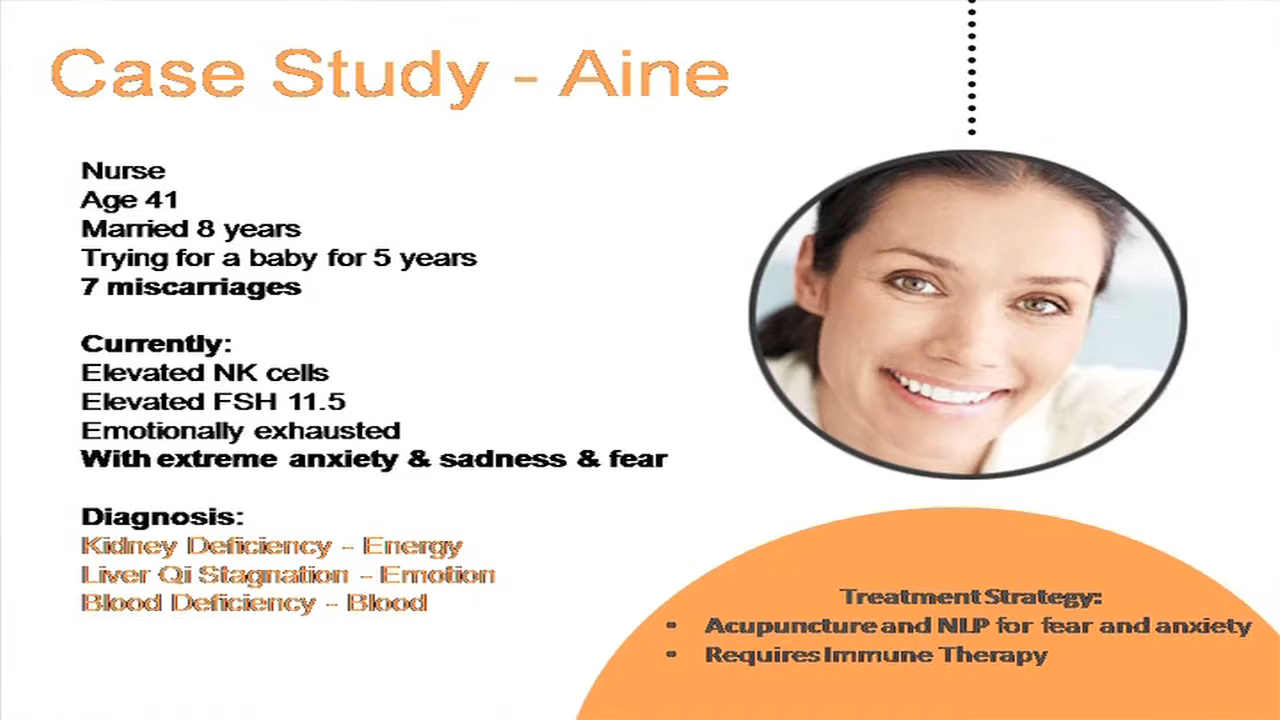 Case Study - Aine
Nurse
Age 41
Married 8 years
Trying for a baby for 5 years
7 miscarriages
Currently:
Elevated NK cells
Elevated FSH 11.5
Emotionally exhausted
With extreme anxiety & sadness & fear
Diagnosis:
Kidney Deficiency - Energy
Liver Qi Stagnation - Emotion
Blood Deficiency - Blood
Treatment Strategy:
• Acupuncture and NLP for fear and anxiety
• Requires Immune Therapy